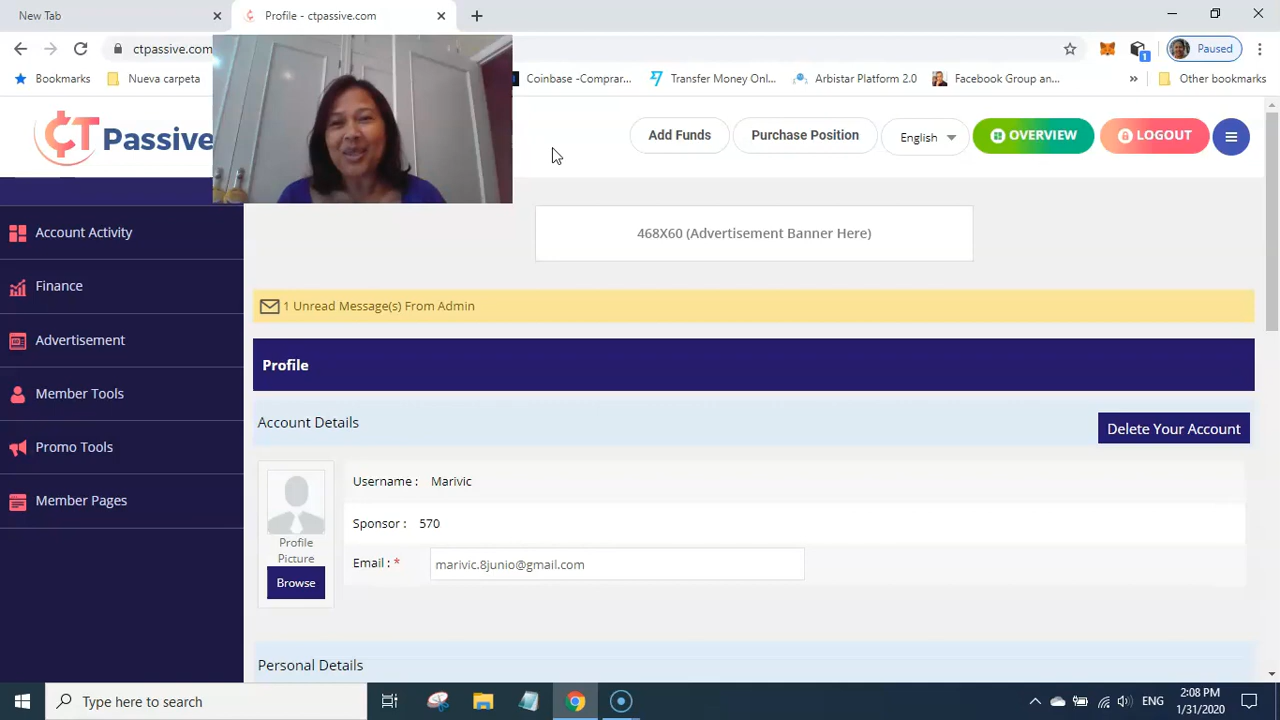 New Tab
Profile - ctpassive.com
ctpassive.com
Paused
Bookmarks
Nueva carpeta
Coinbase -Comprar...
Transfer Money Onl...
Arbistar Platform 2.0
Facebook Group an...
»
Other bookmarks
1
CT Passive
Add Funds
Purchase Position
English
OVERVIEW
LOGOUT
Account Activity
Finance
Advertisement
Member Tools
Promo Tools
Member Pages
468X60 (Advertisement Banner Here)
1 Unread Message(s) From Admin
Profile
Account Details
Delete Your Account
Profile
Picture
Browse
Username : Marivic
Sponsor : 570
Email : * marivic.8junio@gmail.com
Personal Details
Type here to search
ENG
2:08 PM
1/31/2020